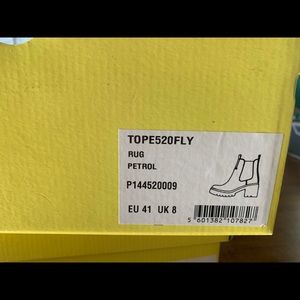 TOPE520FLY
RUG
PETROL
P144520009
EU 41 UK 8
5 601382 107827